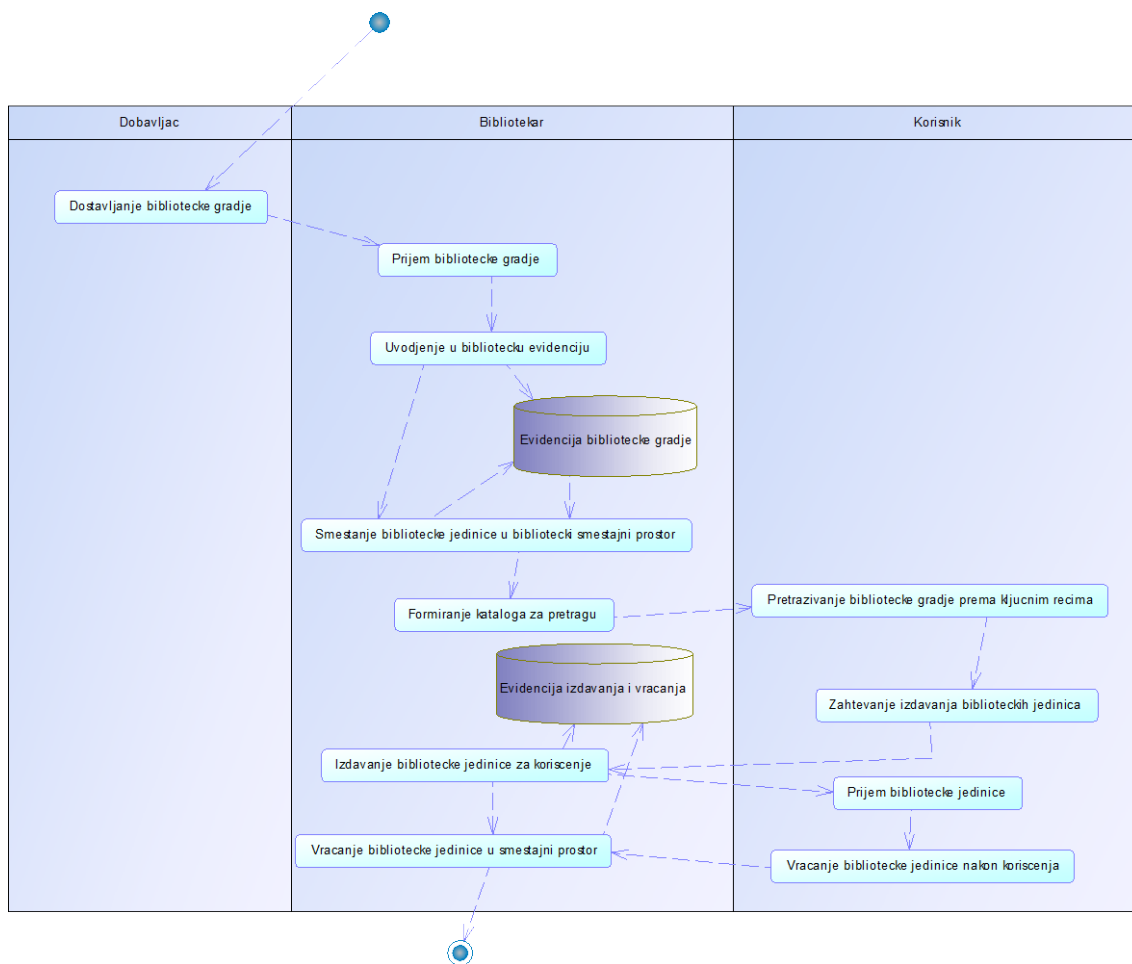 Dobavljac
Bibliotekar
Korisnik
Dostavljanje bibliotecke gradje
Prijem bibliotecke gradje
Uvodjenje u bibliotecku evidenciju
Evidencija bibliotecke gradje
Smestanje bibliotecke jedinice u bibliotecki smestajni prostor
Formiranje kataloga za pretragu
Pretrazivanje bibliotecke gradje prema kljucnim recima
Evidencija izdavanja i vracanja
Zahtevanje izdavanja biblioteckih jedinica
Izdavanje bibliotecke jedinice za koriscenje
Prijem bibliotecke jedinice
Vracanje bibliotecke jedinice u smestajni prostor
Vracanje bibliotecke jedinice nakon koriscenja